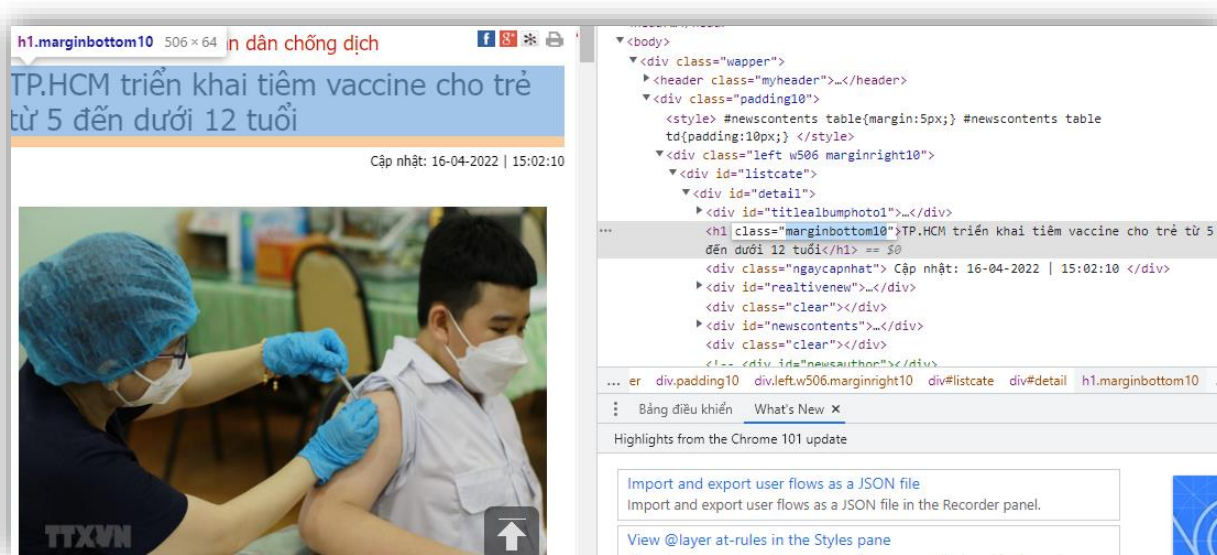 h1.marginbottom10 506 × 64
n dân chống dịch
TP.HCM triển khai tiêm vaccine cho trẻ
từ 5 đến dưới 12 tuổi
Cập nhật: 16-04-2022 | 15:02:10
TTXVN
▼<body>
▼<div class="wapper">
▶<header class="myheader">…</header>
▼<div class="padding10">
<style> #newscontents table{margin:5px;} #newscontents table
td{padding:10px;} </style>
▼<div class="left w506 marginright10">
▼<div id="listcate">
▼<div id="detail">
▶<div id="titlealbumphoto1">…</div>
... <h1 class="marginbottom10">TP.HCM triển khai tiêm vaccine cho trẻ từ 5
đến dưới 12 tuổi</h1> == $0
<div class="ngaycapnhat"> Cập nhật: 16-04-2022 | 15:02:10 </div>
▶<div id="realtivenew">…</div>
<div class="clear"></div>
▶<div id="newscontents">…</div>
<div class="clear"></div>
<!-- <div id="newsauthor"></div>
... er div.padding10 div.left.w506.marginright10 div#listcate div#detail h1.marginbottom10
Bảng điều khiển What's New ×
Highlights from the Chrome 101 update
Import and export user flows as a JSON file
Import and export user flows as a JSON file in the Recorder panel.
View @layer at-rules in the Styles pane